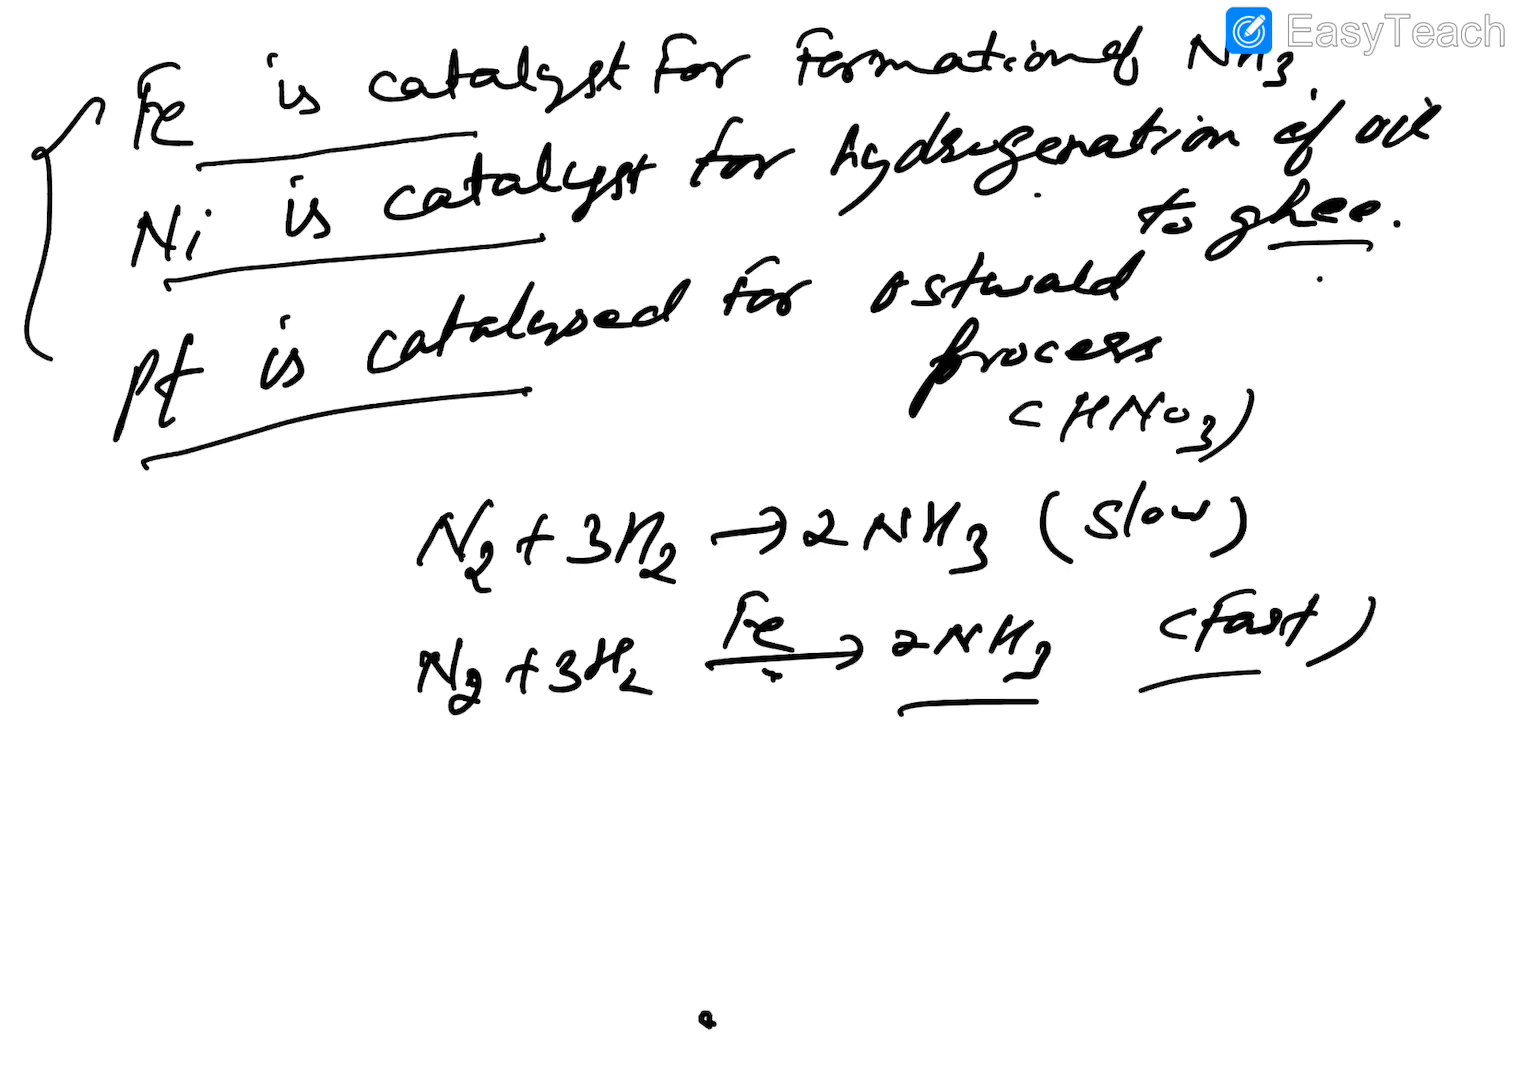 EasyTeach
Fe is catalyst for formation of NH3
Ni is catalyst for hydrogenation of oil
to ghee.
Pt is catalysed for ostwald
process
(HNO3)
N2 + 3H2 → 2NH3 (slow)
Fe
N2 + 3H2 → 2NH3 (Fast)